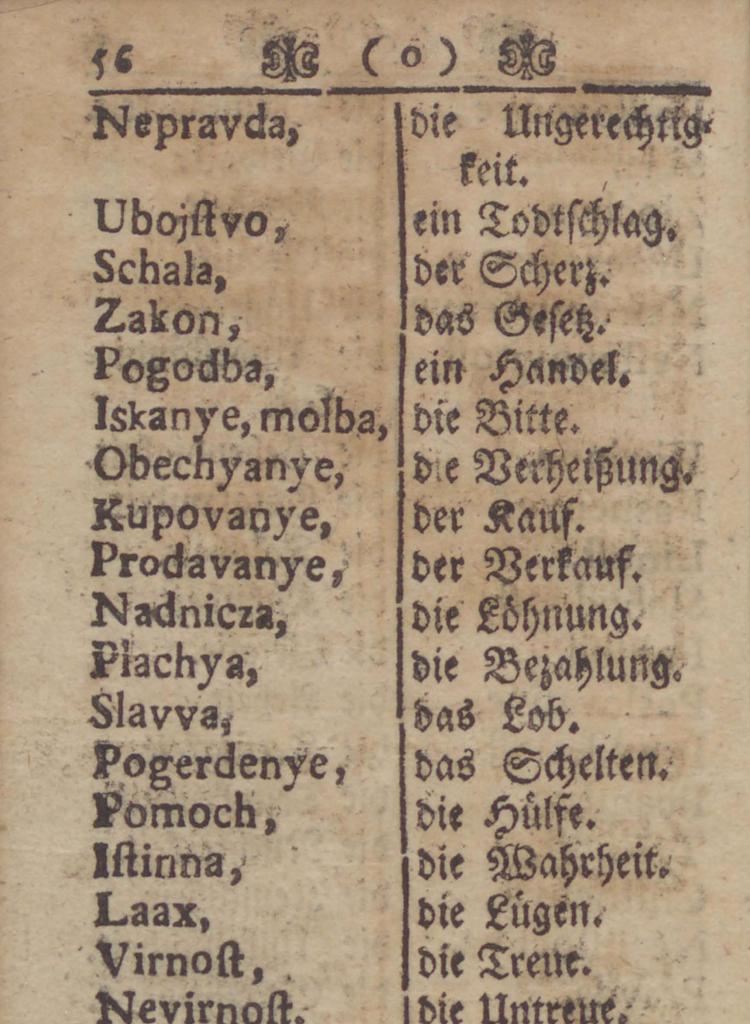 56 ( o )
Nepravda, die Ungerechtig-
keit.
Ubojſtvo, ein Todtſchlag.
Schala, der Scherz.
Zakon, das Geſetz.
Pogodba, ein Handel.
Iskanye, molba, die Bitte.
Obechyanye, die Verheißung.
Kupovanye, der Kauf.
Prodavanye, der Verkauf.
Nadnicza, die Löhnung.
Plachya, die Bezahlung.
Slavva, das Lob.
Pogerdenye, das Schelten.
Pomoch, die Hülfe.
Iſtinna, die Wahrheit.
Laax, die Lügen.
Virnoſt, die Treue.
Nevirnoſt, die Untreue.